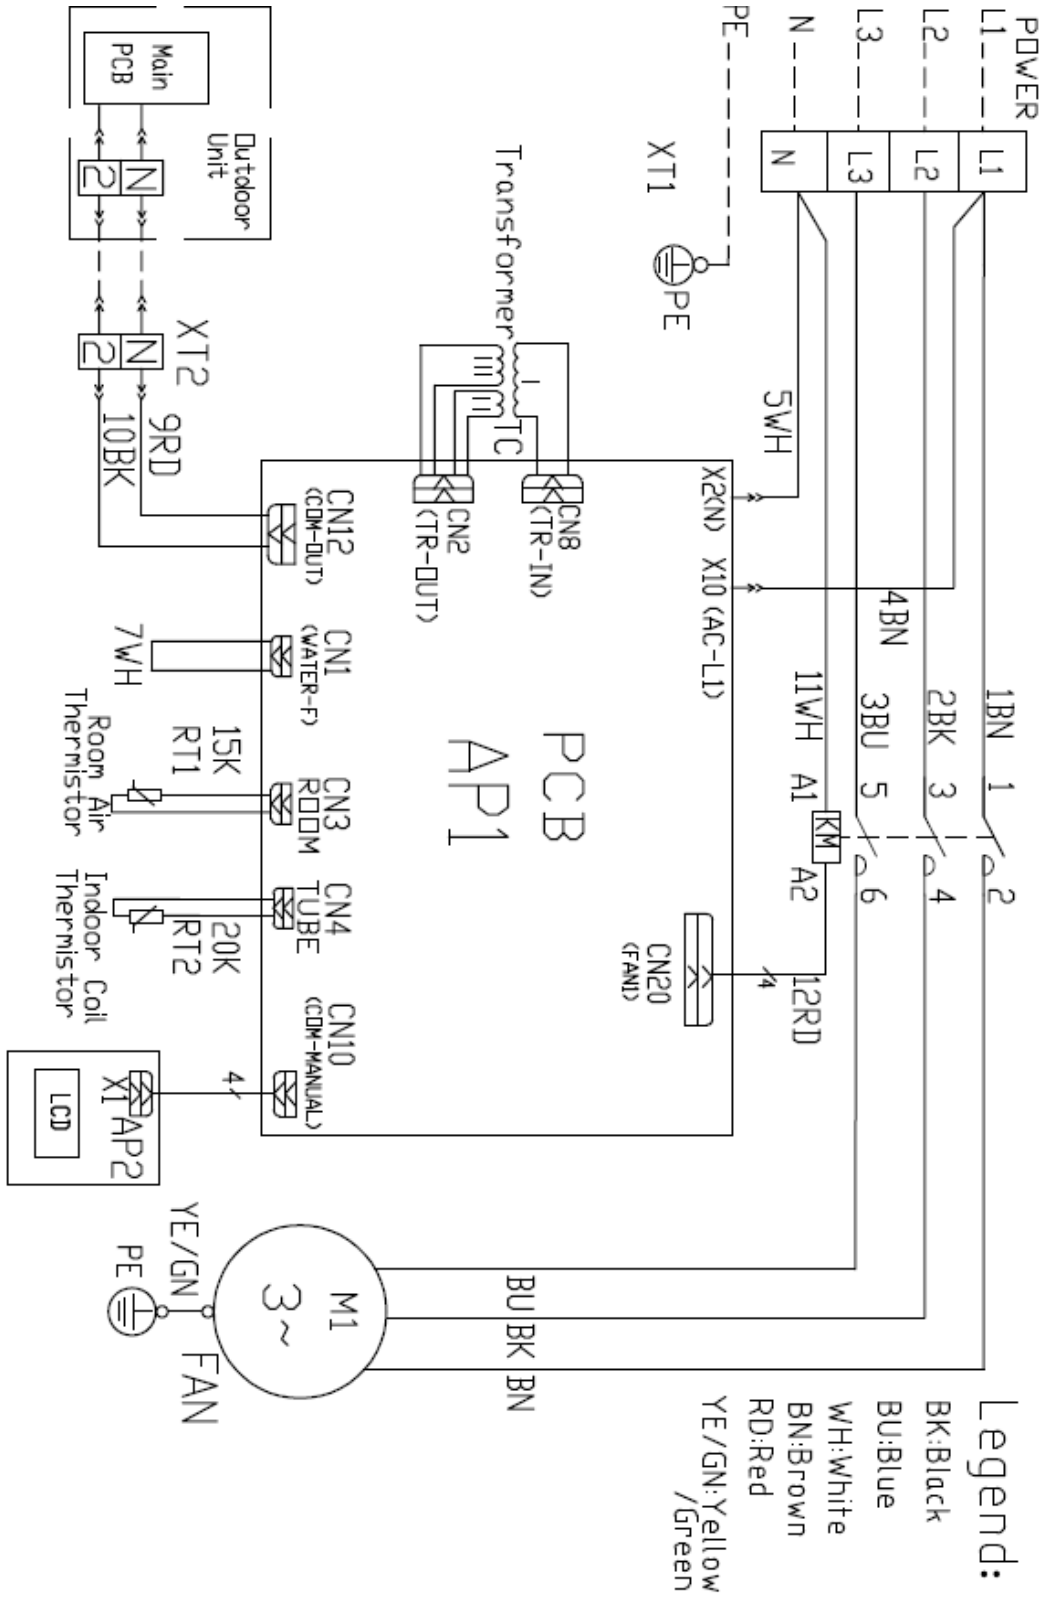 POWER
L1
L2
L3
N
PE
L1
L2
L3
N
XT1
PE
5WH
4BN
11WH
1BN
2BK
3BU
1
3
5
A1
KM
A2
2
4
6
12RD
4
X2(N)
X10 (AC-L1)
CN20
(FAN1)
Transformer
I
III
II
TC
CN8
(TR-IN)
CN2
(TR-OUT)
PCB
AP1
Main
PCB
Outdoor
Unit
N
2
XT2
N
2
9RD
10BK
CN12
(COM-OUT)
CN1
(WATER-F)
7WH
CN3
ROOM
15K
RT1
Room Air
Thermistor
CN4
TUBE
20K
RT2
Indoor Coil
Thermistor
CN10
(COM-MANUAL)
4
X1
AP2
LCD
M1
3~
FAN
YE/GN
PE
BU
BK
BN
Legend:
BK:Black
BU:Blue
WH:White
BN:Brown
RD:Red
YE/GN:Yellow
/Green